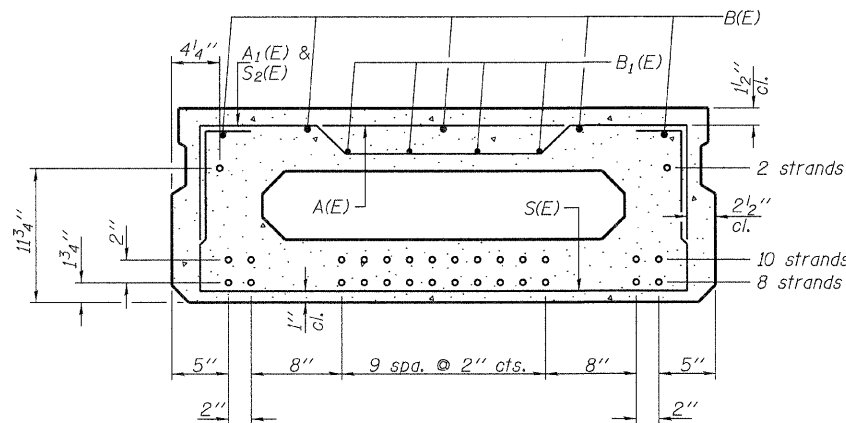 B(E)
4¼"
A₁(E) &
S₂(E)
B₁(E)
1½"
cl.
2 strands
11¾"
2"
1¾"
A(E)
S(E)
2½"
cl.
10 strands
8 strands
1"
cl.
5"
8"
9 spa. @ 2" cts.
8"
5"
2"
2"